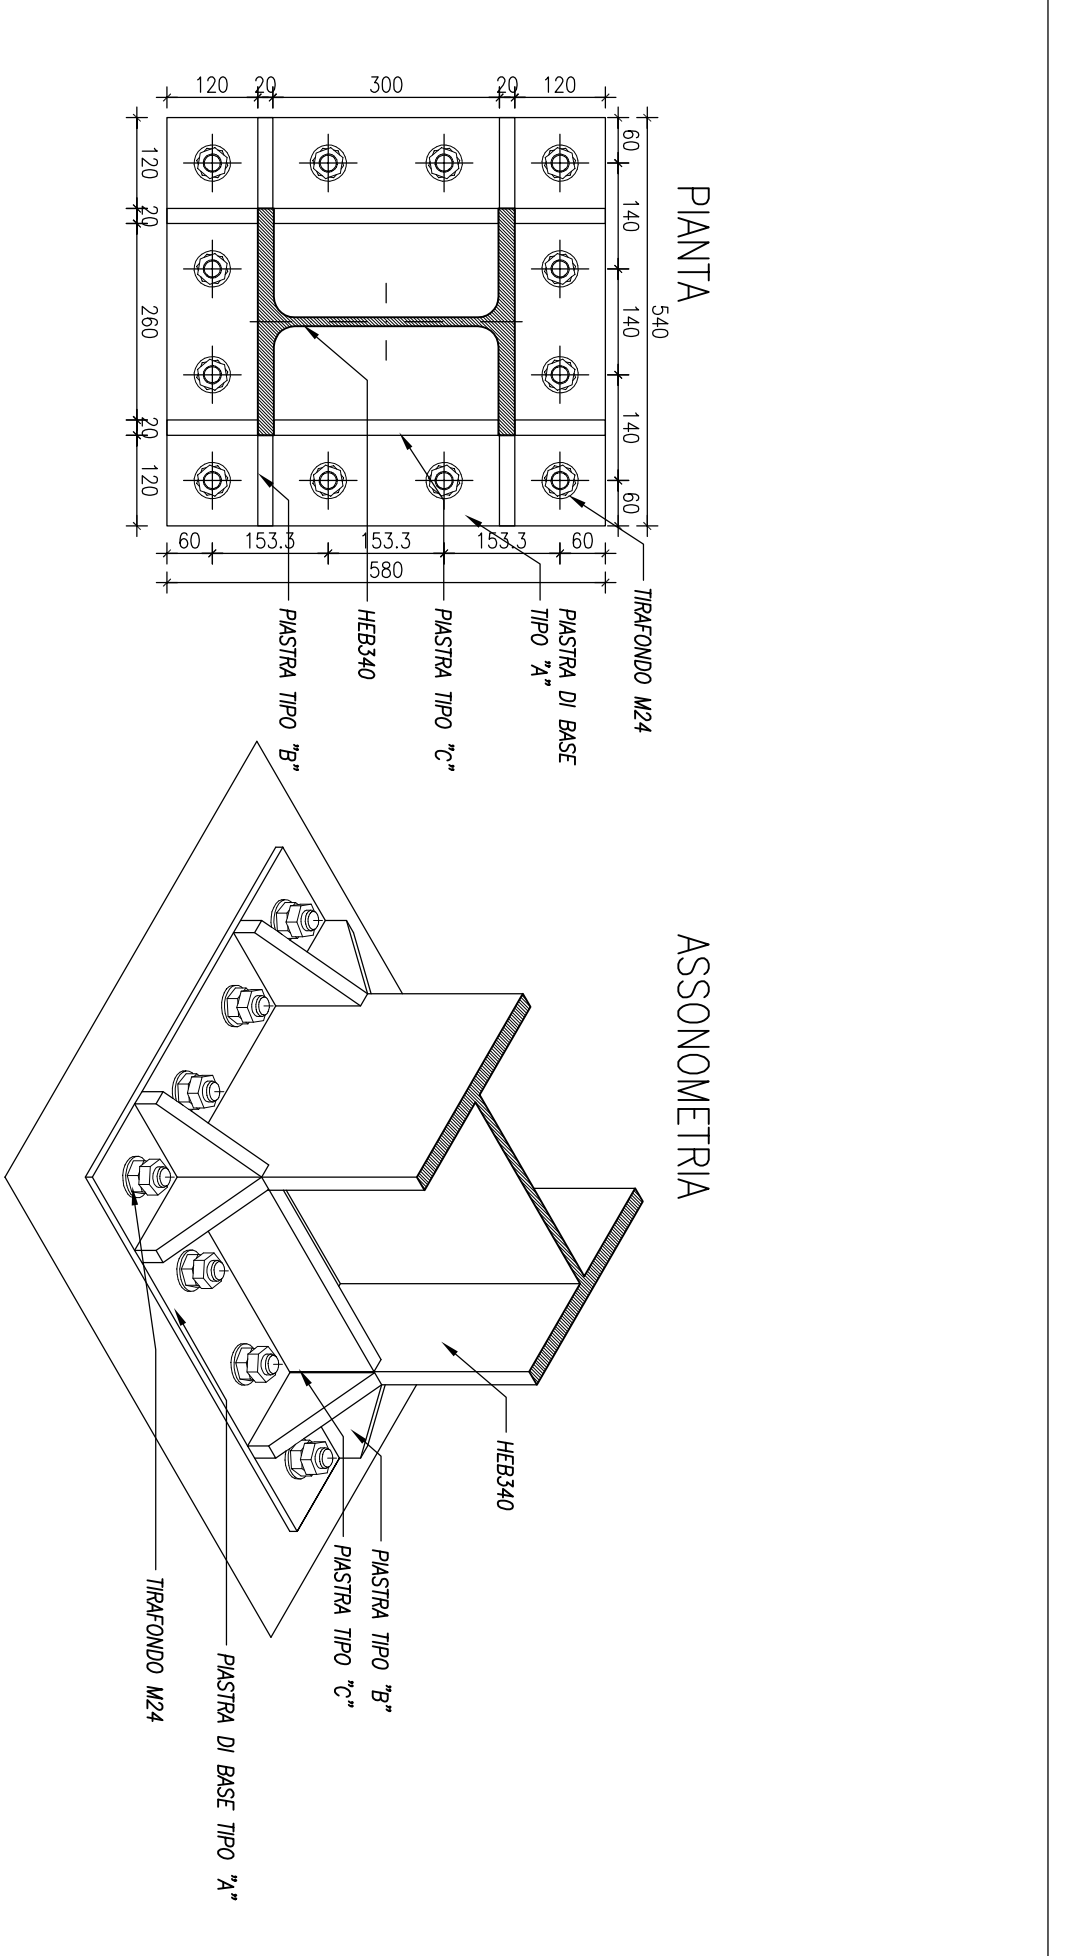 PIANTA
540
60
140
140
140
60
120
20
300
20
120
120
20
260
20
120
60
153.3
153.3
153.3
60
580
TIRAFONDO M24
PIASTRA DI BASE
TIPO "A"
PIASTRA TIPO "C"
HEB340
PIASTRA TIPO "B"
ASSONOMETRIA
HEB340
PIASTRA TIPO "B"
PIASTRA TIPO "C"
PIASTRA DI BASE TIPO "A"
TIRAFONDO M24